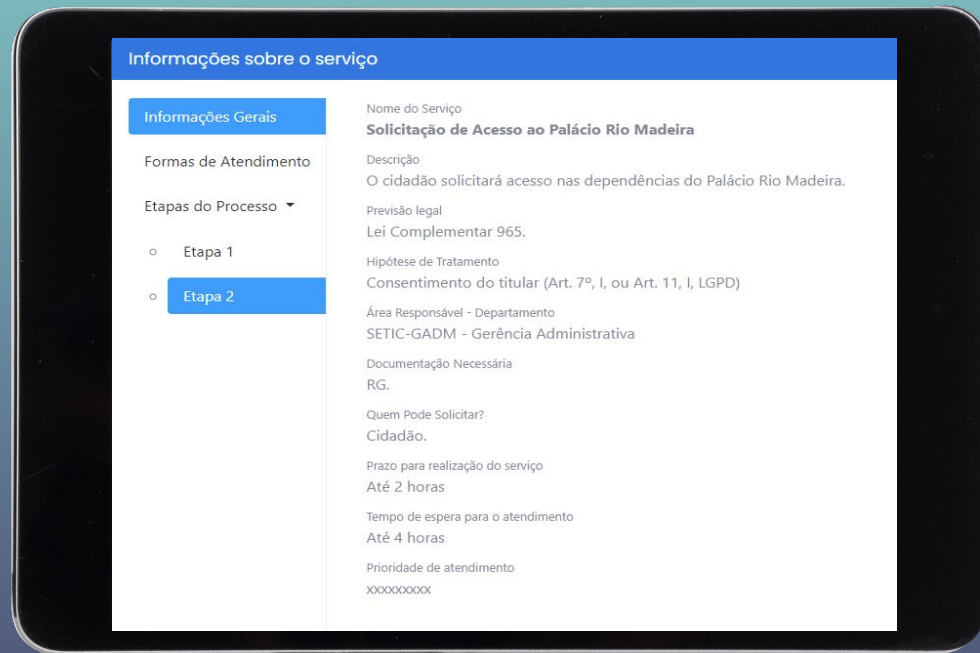 Informações sobre o serviço
Informações Gerais
Formas de Atendimento
Etapas do Processo
Etapa 1
Etapa 2
Nome do Serviço
Solicitação de Acesso ao Palácio Rio Madeira
Descrição
O cidadão solicitará acesso nas dependências do Palácio Rio Madeira.
Previsão legal
Lei Complementar 965.
Hipótese de Tratamento
Consentimento do titular (Art. 7º, I, ou Art. 11, I, LGPD)
Área Responsável - Departamento
SETIC-GADM - Gerência Administrativa
Documentação Necessária
RG.
Quem Pode Solicitar?
Cidadão.
Prazo para realização do serviço
Até 2 horas
Tempo de espera para o atendimento
Até 4 horas
Prioridade de atendimento
xxxxxxxxx